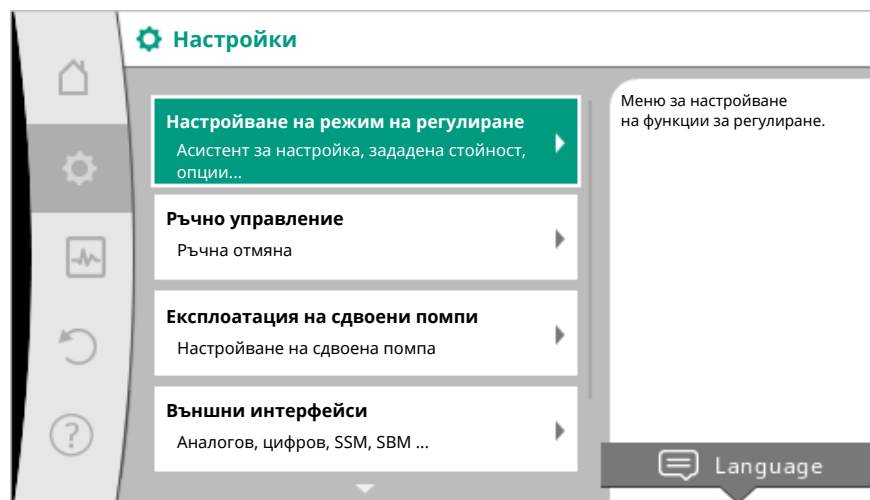 Настройки
Настройване на режим на регулиране
Асистент за настройка, зададена стойност,
опции...
Ръчно управление
Ръчна отмяна
Експлоатация на сдвоени помпи
Настройване на сдвоена помпа
Външни интерфейси
Аналогов, цифров, SSM, SBM ...
Меню за настройване
на функции за регулиране.
?
Language